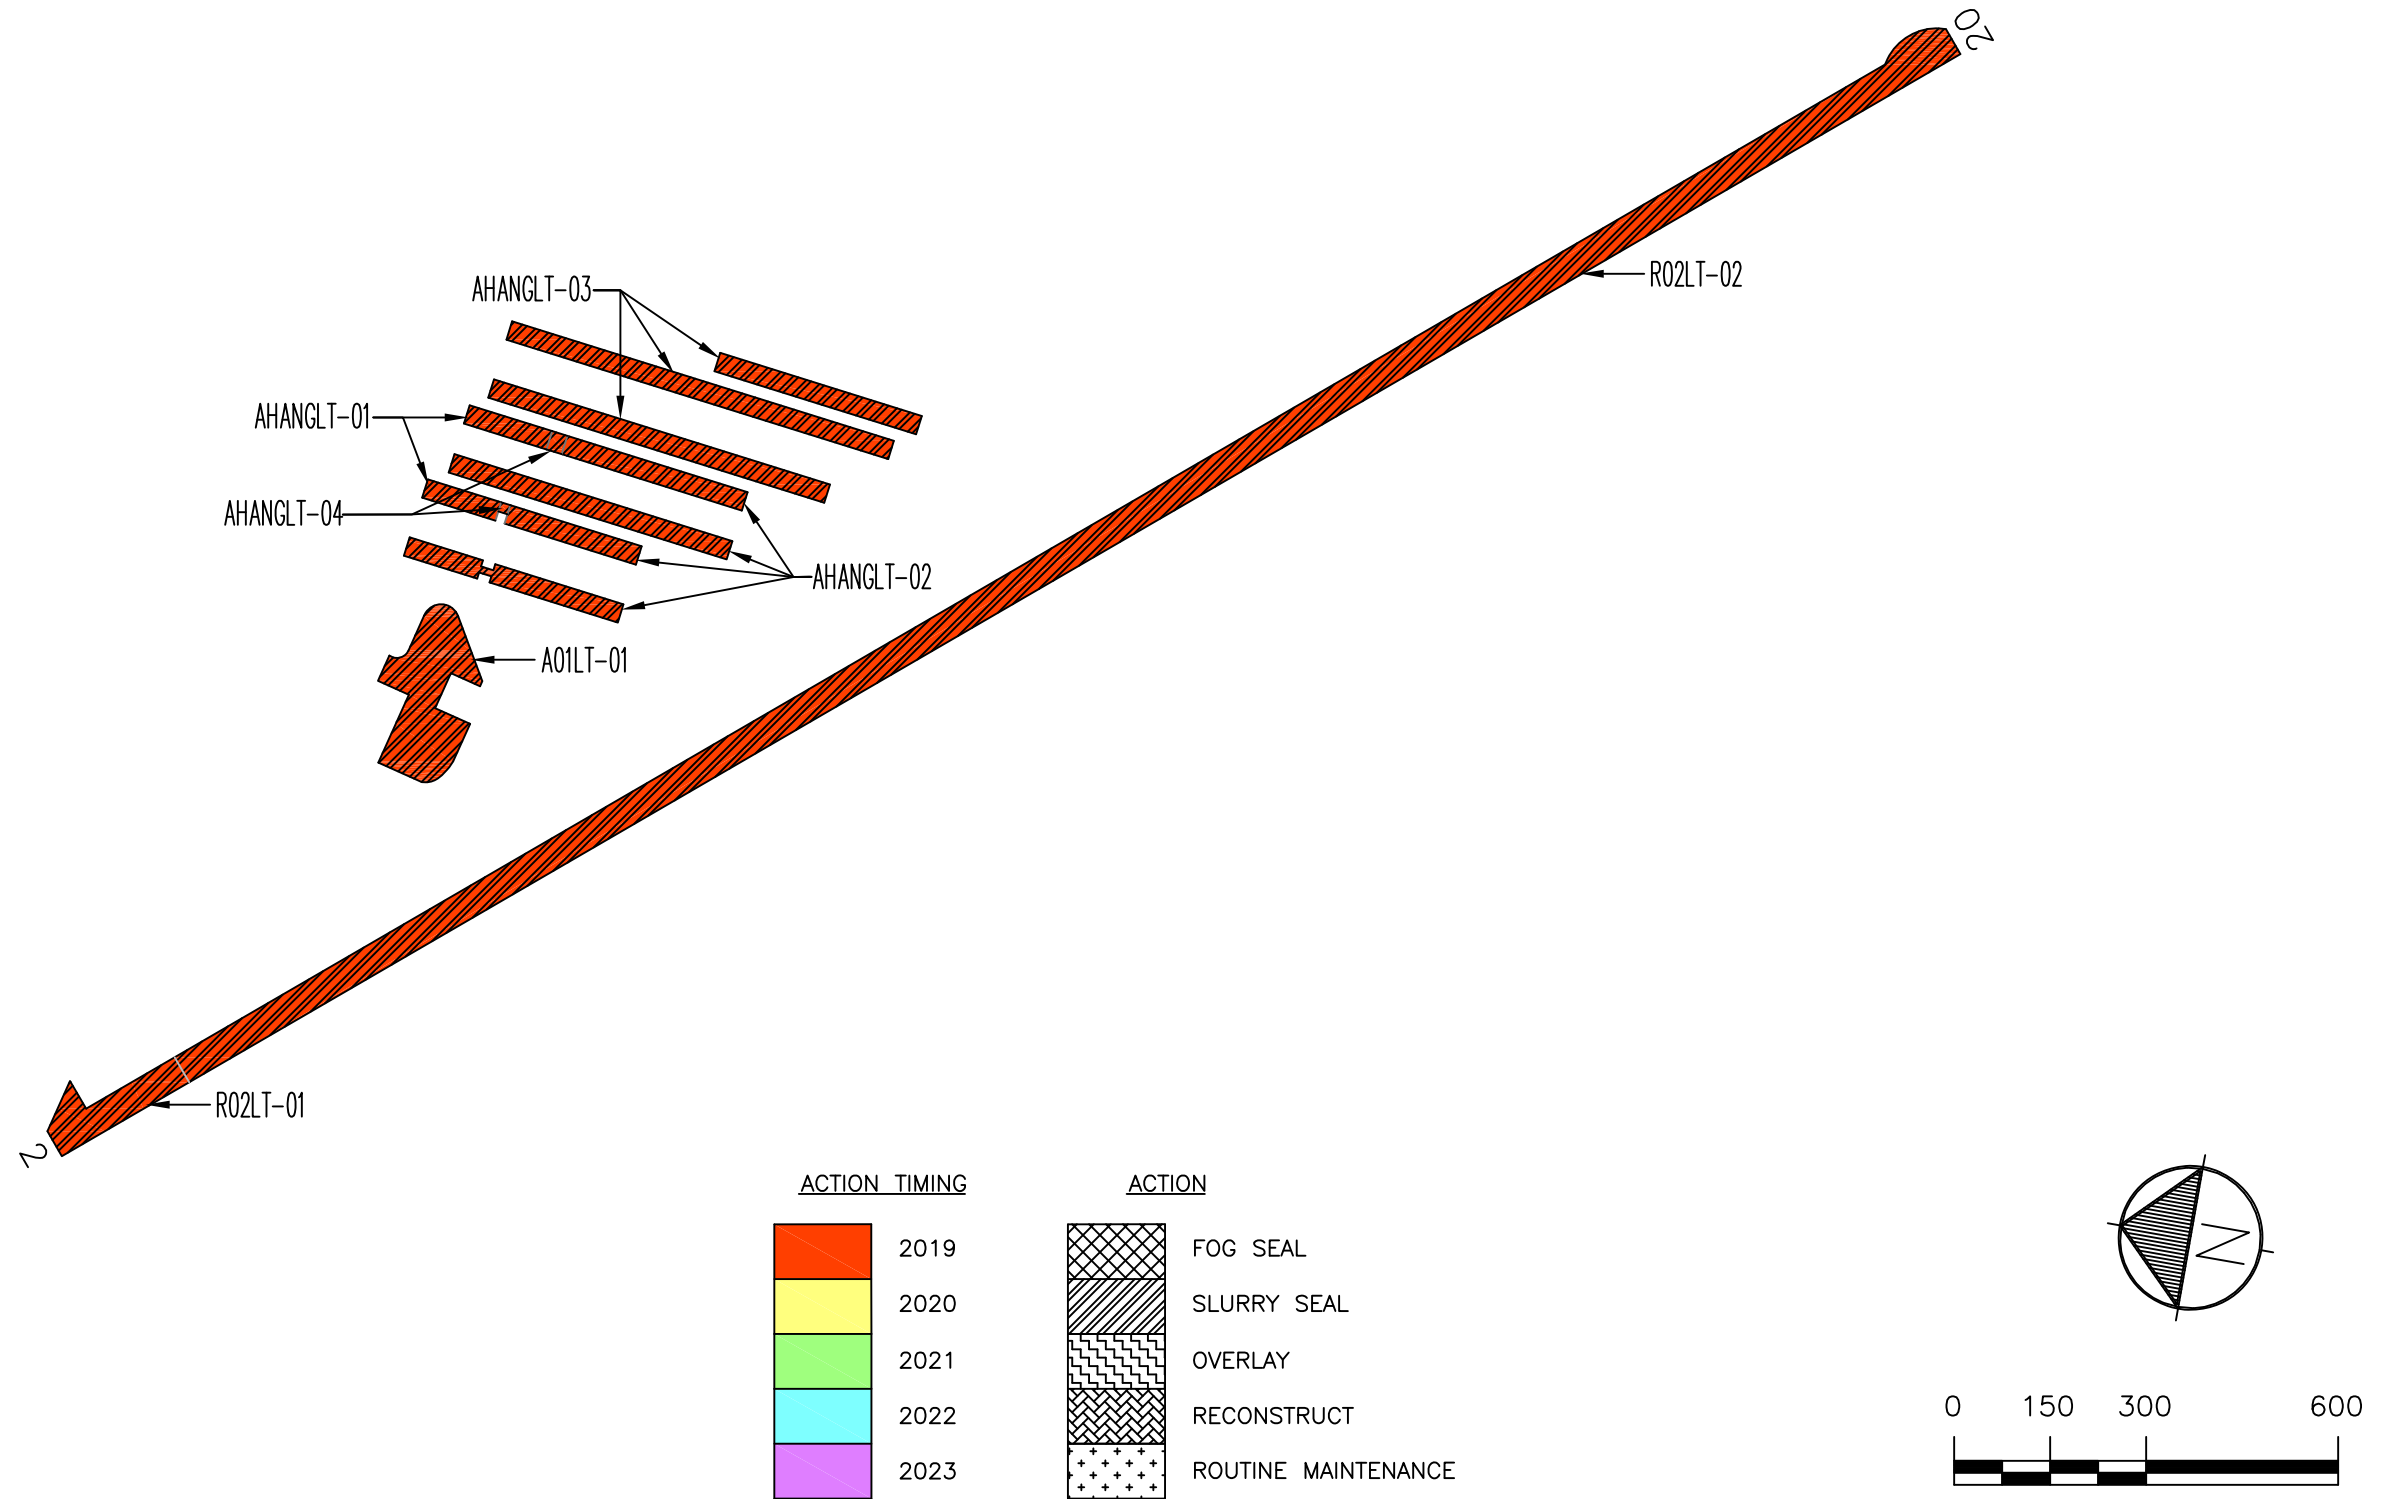 20
R02LT-02
AHANGLT-03
AHANGLT-01
AHANGLT-04
AHANGLT-02
A01LT-01
R02LT-01
2
ACTION TIMING
2019
2020
2021
2022
2023
ACTION
FOG SEAL
SLURRY SEAL
OVERLAY
RECONSTRUCT
ROUTINE MAINTENANCE
N
0 150 300 600